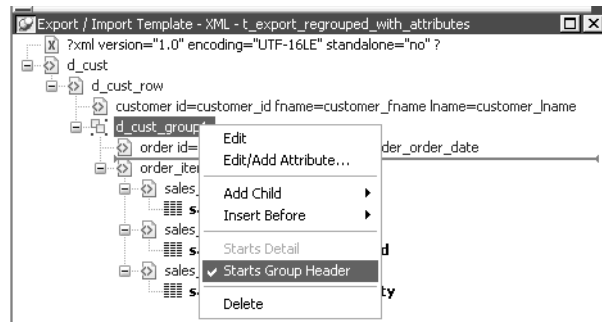 Export / Import Template - XML - t_export_regrouped_with_attributes
?xml version="1.0" encoding="UTF-16LE" standalone="no" ?
d_cust
d_cust_row
customer id=customer_id fname=customer_fname lname=customer_lname
d_cust_group1
Edit
order id= der_order_date
Edit/Add Attribute...
order_ite
sales_
Add Child
s
Insert Before
sales_
Starts Detail
s d
sales_
Starts Group Header
s ty
Delete